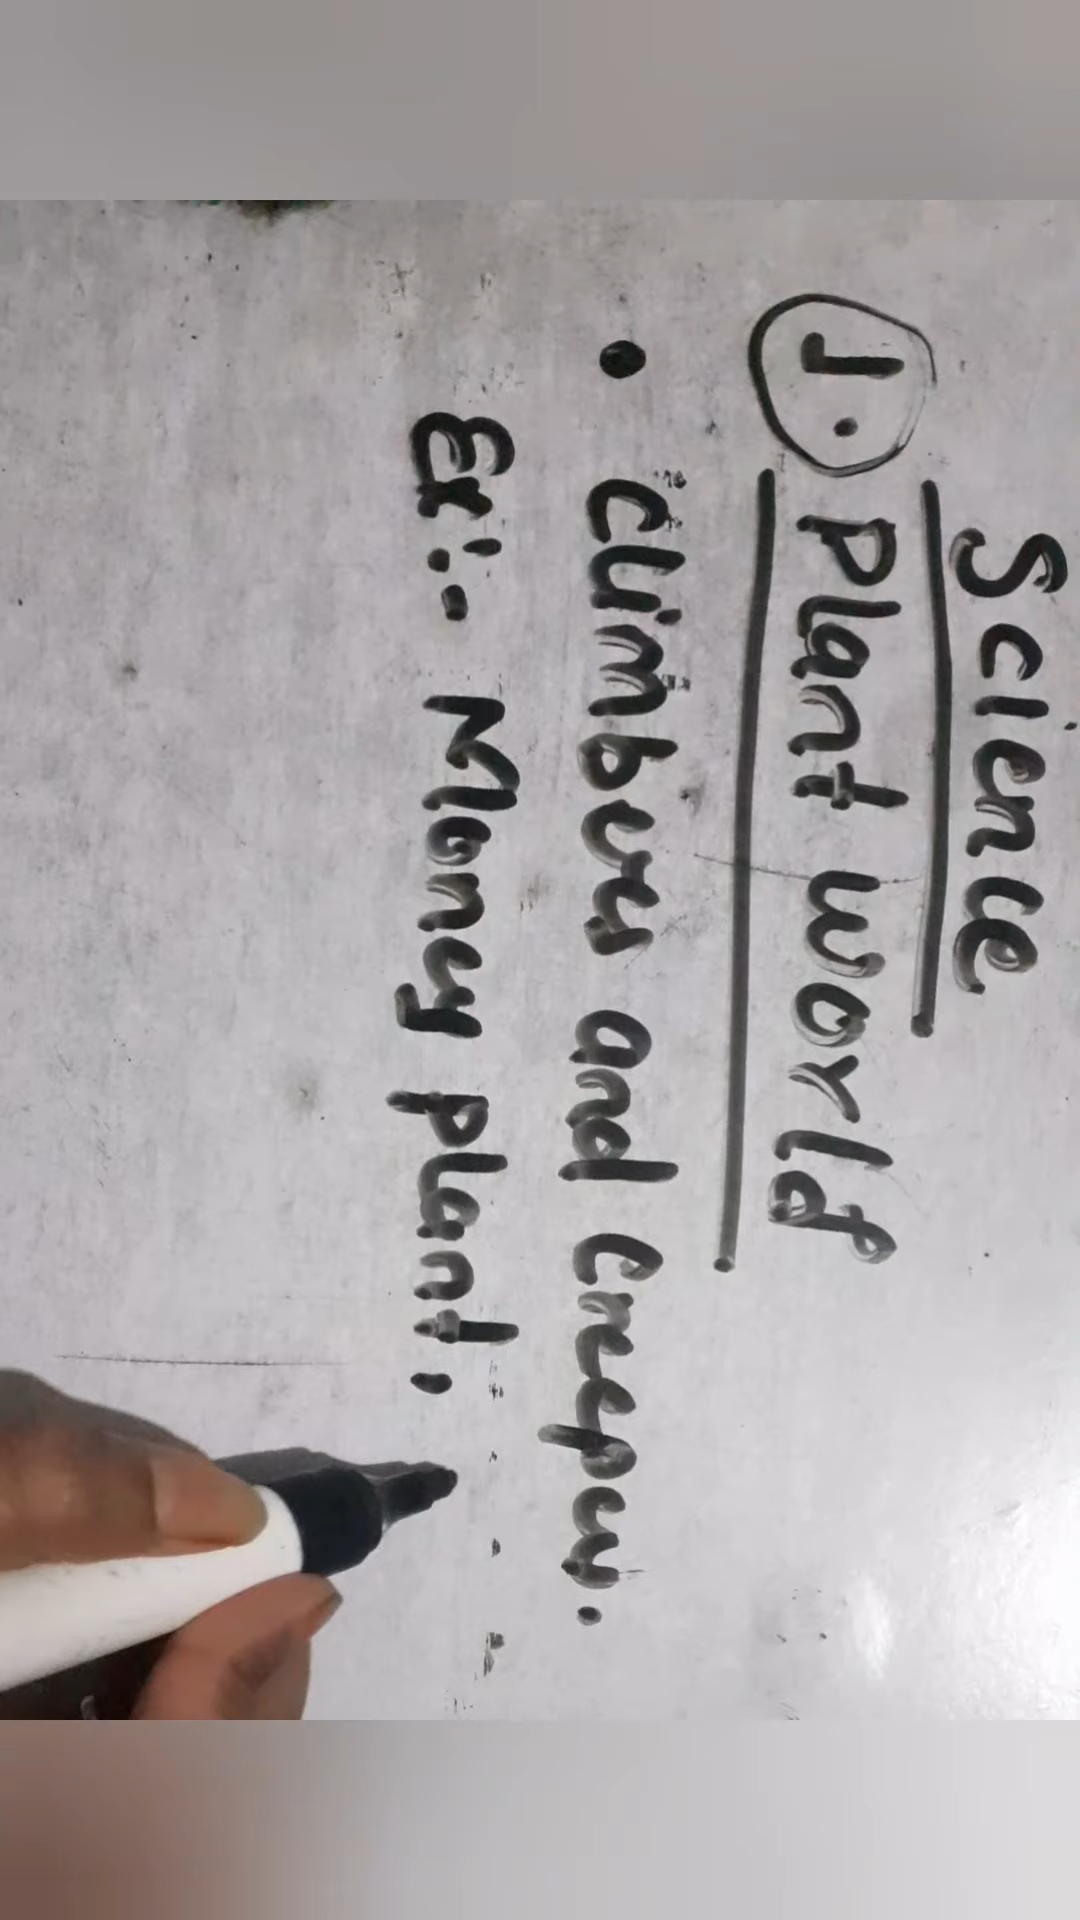 Science
1. Plant world
• Climbers and Creeper.
Ex:- Money plant,